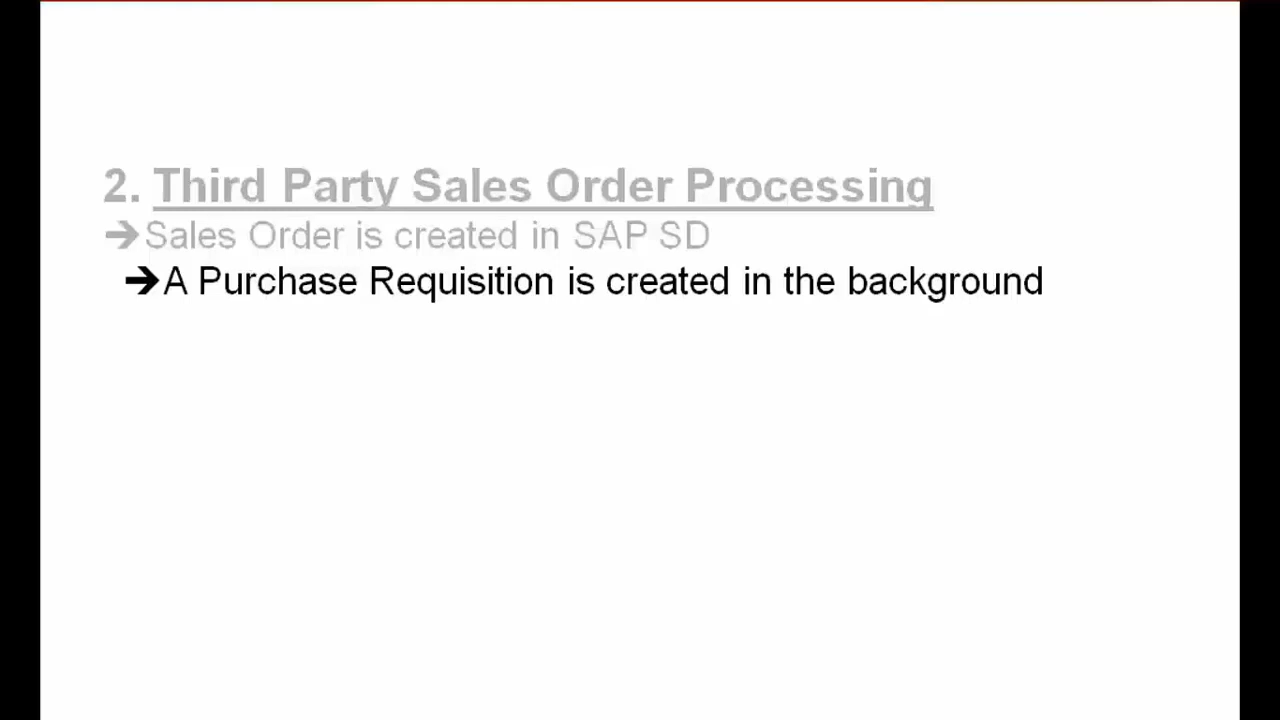 2. Third Party Sales Order Processing
➔Sales Order is created in SAP SD
➔A Purchase Requisition is created in the background